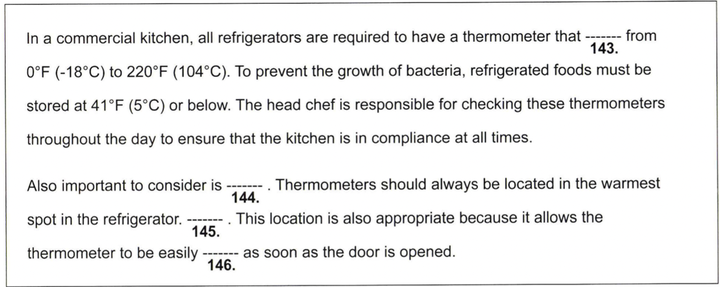 In a commercial kitchen, all refrigerators are required to have a thermometer that ------- from
143.
0°F (-18°C) to 220°F (104°C). To prevent the growth of bacteria, refrigerated foods must be
stored at 41°F (5°C) or below. The head chef is responsible for checking these thermometers
throughout the day to ensure that the kitchen is in compliance at all times.
Also important to consider is ------- . Thermometers should always be located in the warmest
144.
spot in the refrigerator. ------- . This location is also appropriate because it allows the
145.
thermometer to be easily ------- as soon as the door is opened.
146.